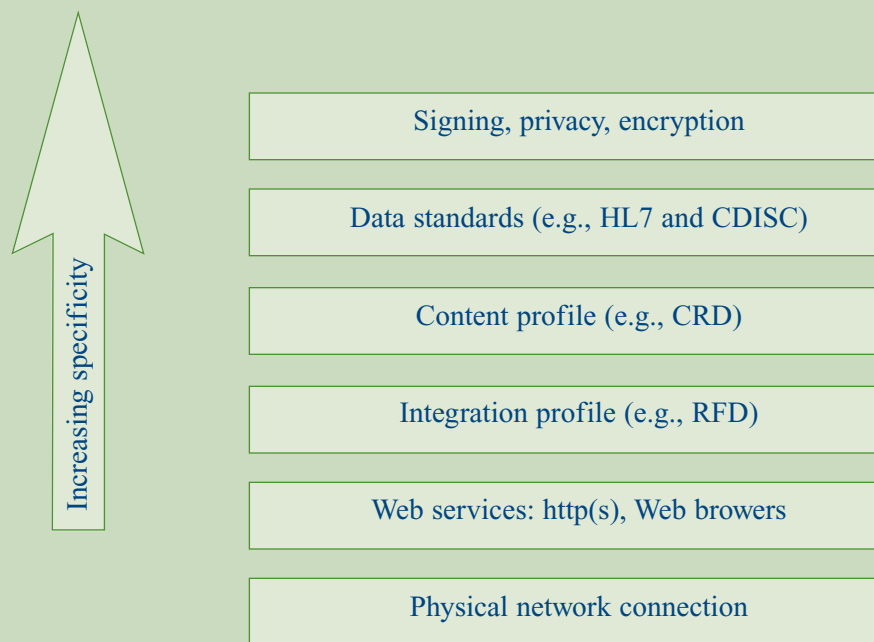 Signing, privacy, encryption
Data standards (e.g., HL7 and CDISC)
Content profile (e.g., CRD)
Integration profile (e.g., RFD)
Web services: http(s), Web browers
Physical network connection
Increasing specificity